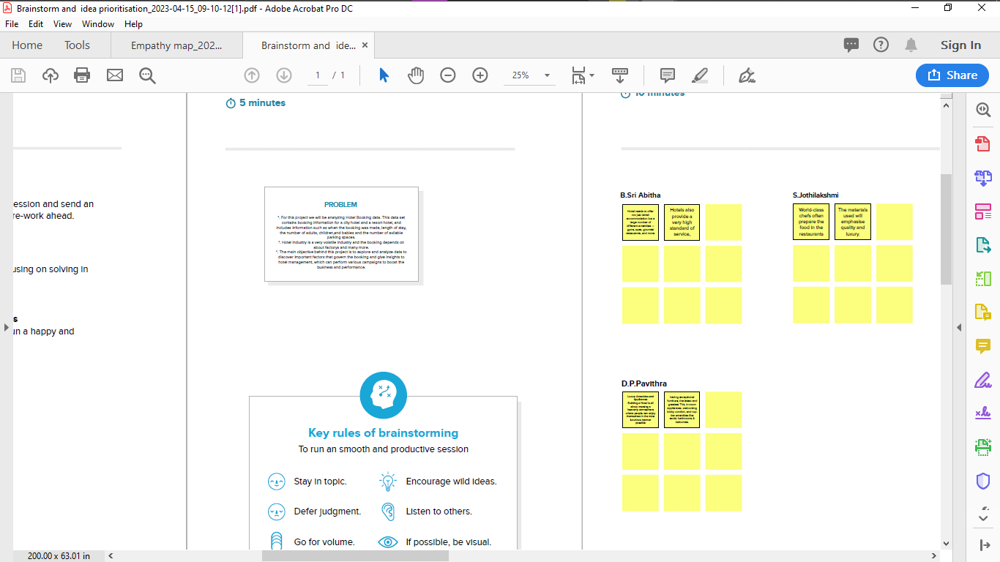 Brainstorm and  idea prioritisation_2023-04-15_09-10-12[1].pdf - Adobe Acrobat Pro DC
File Edit View Window Help
Home Tools Empathy map_202... Brainstorm and  ide... ×
Sign In
1 / 1 25% Share
5 minutes
10 minutes
ession and send an
re-work ahead.
using on solving in
s
un a happy and
PROBLEM
*. For this project we will be analyzing Hotel Booking data. This data set
contains booking information for a city hotel and a resort hotel, and
includes information such as when the booking was made, length of stay,
the number of adults, children,and babies and the number of avilable
parking spaces.
*. Hotel industry is a very volatile industry and the booking depends on
about factorys and many more.
*. The main objective behind this project is to explore and analyze data to
discover important factors that govern the booking and give insights to
hotel management, which can perform various campaigns to boost the
business and performance.
Key rules of brainstorming
To run an smooth and productive session
Stay in topic. Encourage wild ideas.
Defer judgment. Listen to others.
Go for volume. If possible, be visual.
B.Sri Abitha
Hotel needs to offer
not just lavish
accommodation but a
large number of
different amenities –
gyms, spas, gourmet
restaurants, and more.
Hotels also
provide a
very high
standard of
service,
S.Jothilakshmi
World-class
chefs often
prepare the
food in the
restaurants
The materials
used will
emphasise
quality and
luxury.
D.P.Pavithra
Luxury Amenities and
Appliances
Building a Hotel is all
about creating a
heavenly atmosphere
where people can enjoy
themselves in the most
luxurious manner
possible
having exceptional
furniture, the latest and
greatest TVs, in-room
appliances, welcoming
lobby comfort, and top-
tier amenities like
exotic bathrooms &
balconies.
200.00 x 63.01 in